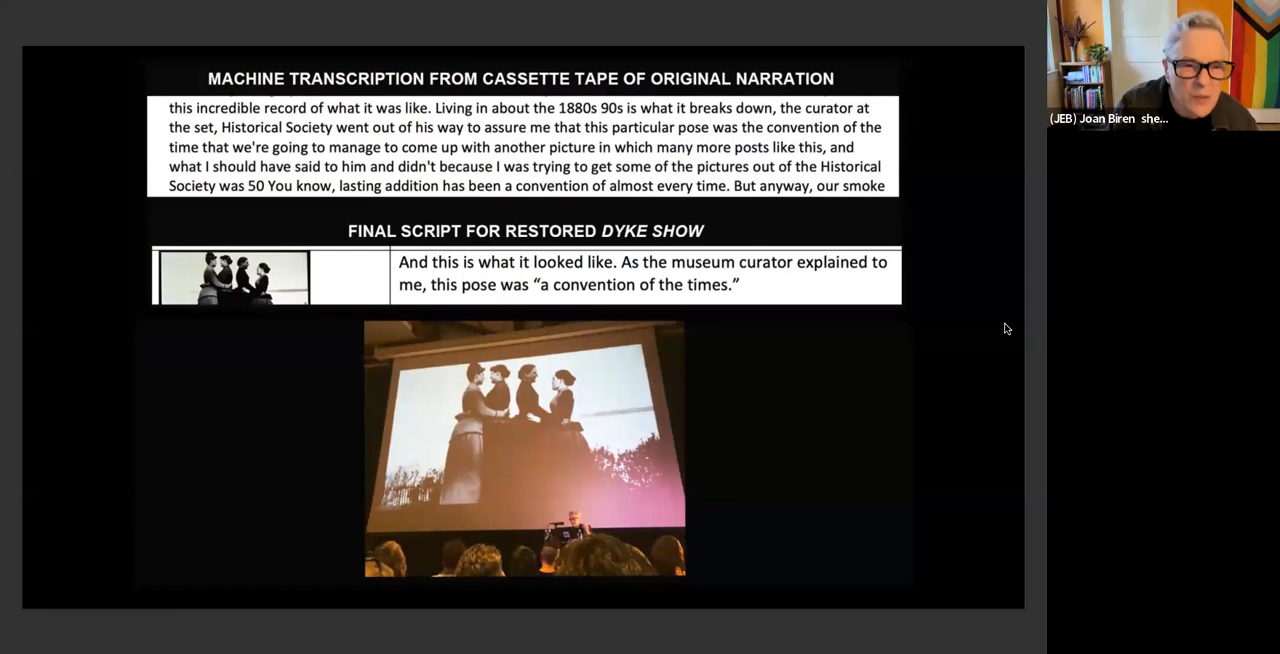 MACHINE TRANSCRIPTION FROM CASSETTE TAPE OF ORIGINAL NARRATION
this incredible record of what it was like. Living in about the 1880s 90s is what it breaks down, the curator at
the set, Historical Society went out of his way to assure me that this particular pose was the convention of the
time that we're going to manage to come up with another picture in which many more posts like this, and
what I should have said to him and didn't because I was trying to get some of the pictures out of the Historical
Society was 50 You know, lasting addition has been a convention of almost every time. But anyway, our smoke
FINAL SCRIPT FOR RESTORED DYKE SHOW
And this is what it looked like. As the museum curator explained to
me, this pose was “a convention of the times.”
(JEB) Joan Biren she...